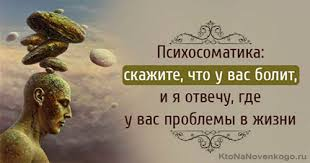 Психосоматика:
скажите, что у вас болит,
и я отвечу, где
у вас проблемы в жизни
KtoNaNovenkogo.ru